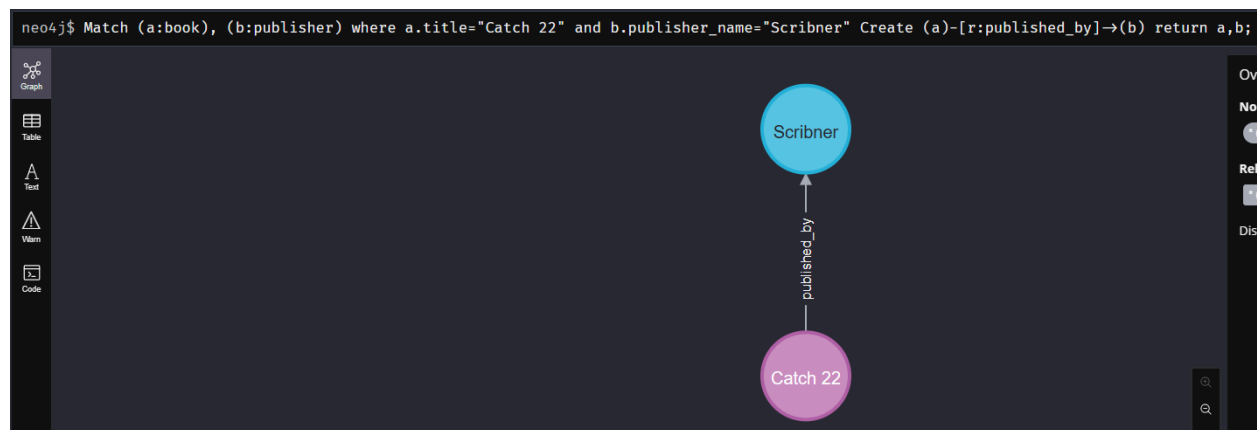 neo4j$ Match (a:book), (b:publisher) where a.title="Catch 22" and b.publisher_name="Scribner" Create (a)-[r:published_by]→(b) return a,b;
Graph
Table
Text
Warn
Code
Scribner
published_by
Catch 22
Ov
No
Rel
Dis